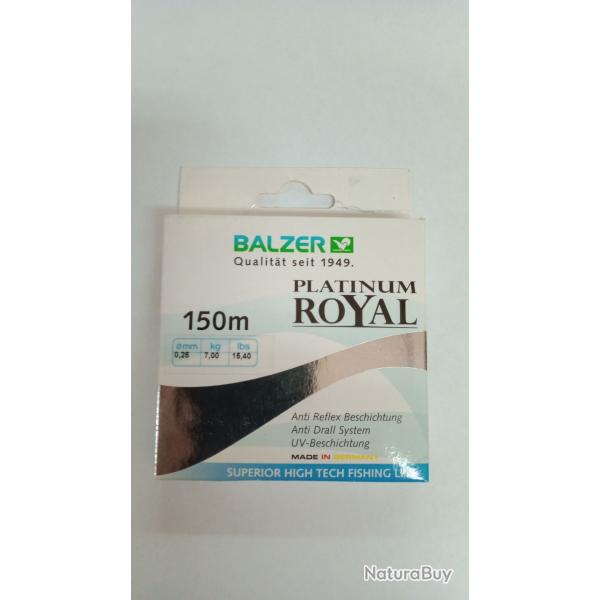 BALZER
Qualität seit 1949.
PLATINUM
ROYAL
150m
ømm kg lbs
0,25 7,00 15,40
Anti Reflex Beschichtung
Anti Drall System
UV-Beschichtung
MADE IN GERMANY
SUPERIOR HIGH TECH FISHING
NaturaBuy